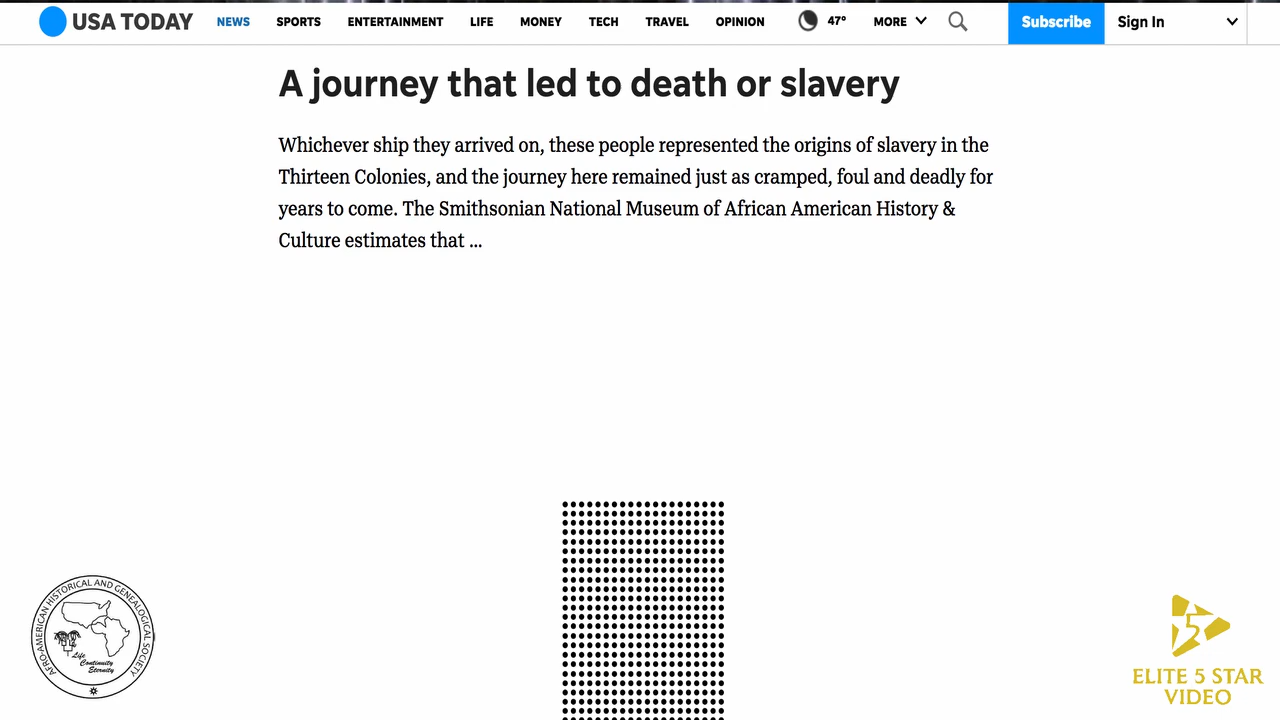 USA TODAY NEWS SPORTS ENTERTAINMENT LIFE MONEY TECH TRAVEL OPINION 47° MORE Subscribe Sign In
A journey that led to death or slavery
Whichever ship they arrived on, these people represented the origins of slavery in the
Thirteen Colonies, and the journey here remained just as cramped, foul and deadly for
years to come. The Smithsonian National Museum of African American History &
Culture estimates that ...
AFRO-AMERICAN HISTORICAL AND GENEALOGICAL SOCIETY
Life
Continuity
Eternity
5
ELITE 5 STAR
VIDEO